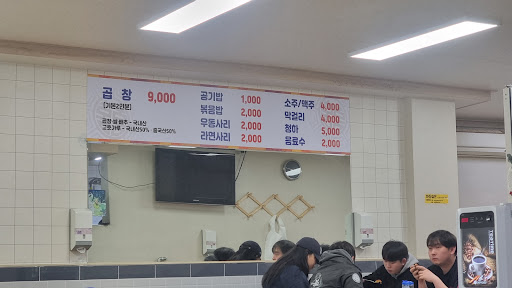 곱 창 9,000
[기본2인분]
곱창·쌀·배추 - 국내산
고춧가루 - 국내산50% · 중국산50%
공기밥 1,000
볶음밥 2,000
우동사리 2,000
라면사리 2,000
소주/맥주 4,000
막걸리 4,000
청하 5,000
음료수 2,000